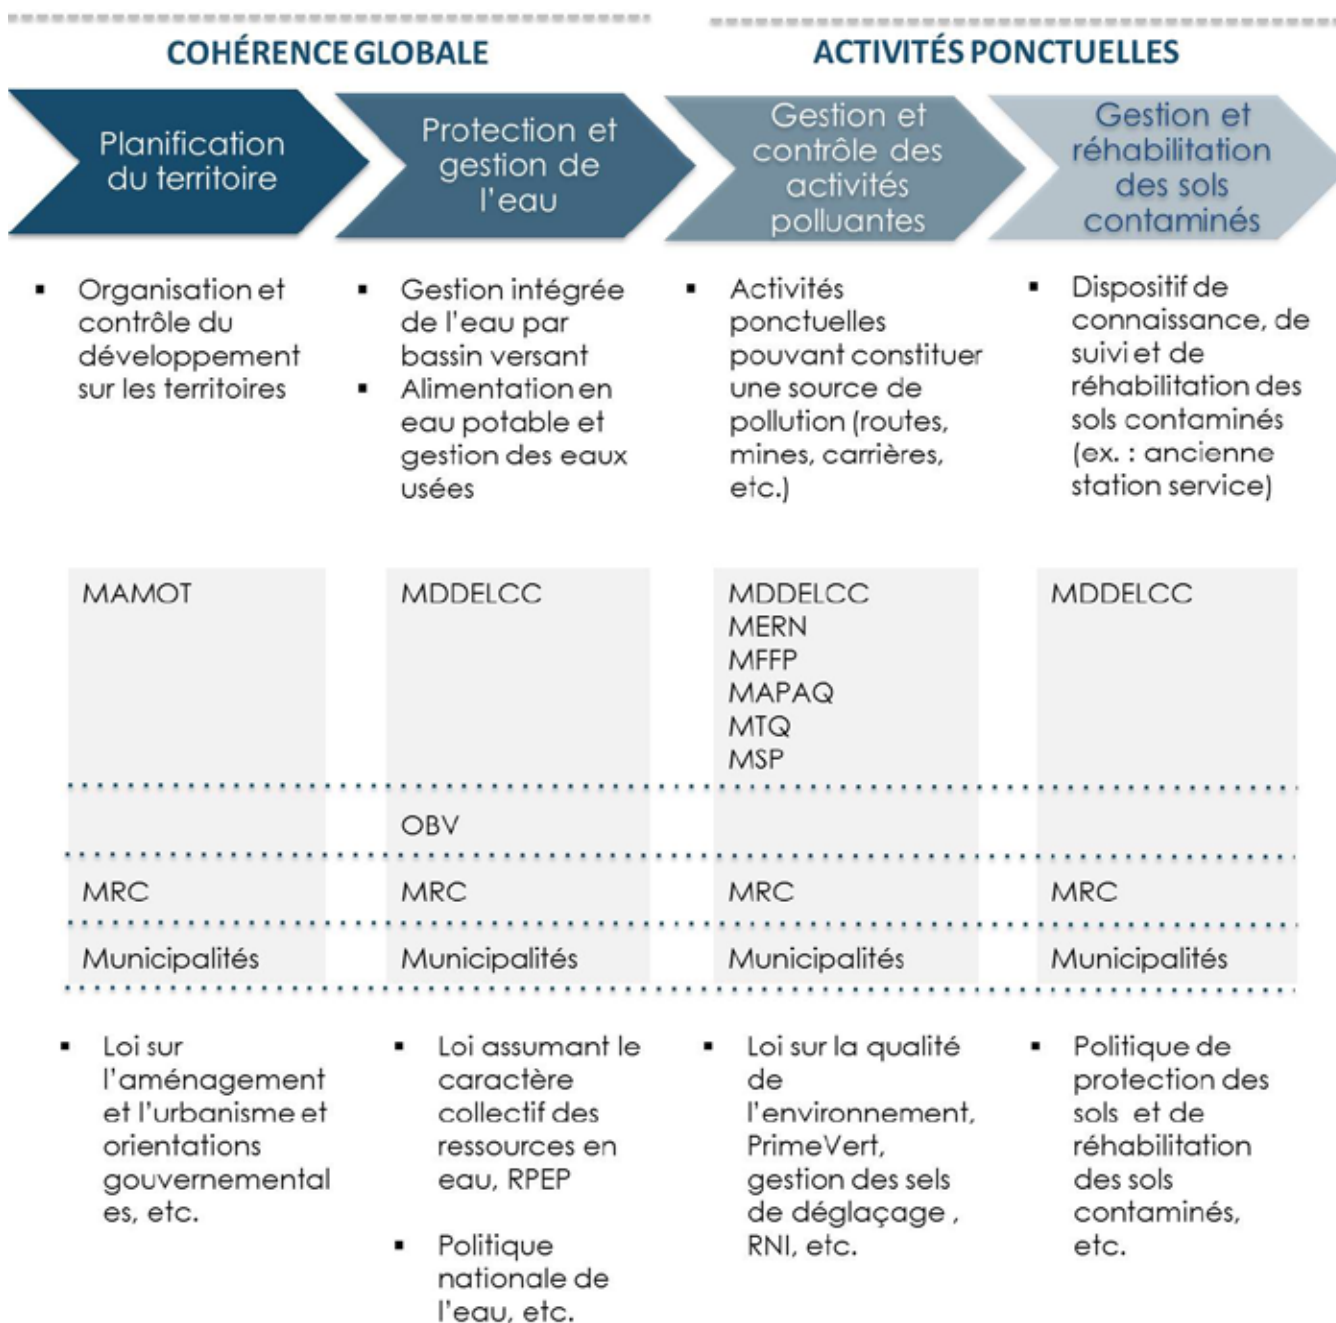 COHÉRENCE GLOBALE
ACTIVITÉS PONCTUELLES
Planification
du territoire
Protection et
gestion de
l'eau
Gestion et
contrôle des
activités
polluantes
Gestion et
réhabilitation
des sols
contaminés
▪ Organisation et
contrôle du
développement
sur les territoires
▪ Gestion intégrée
de l'eau par
bassin versant
▪ Alimentation en
eau potable et
gestion des eaux
usées
▪ Activités
ponctuelles
pouvant constituer
une source de
pollution (routes,
mines, carrières,
etc.)
▪ Dispositif de
connaissance, de
suivi et de
réhabilitation des
sols contaminés
(ex. : ancienne
station service)
MAMOT
MDDELCC
MDDELCC
MERN
MFFP
MAPAQ
MTQ
MSP
MDDELCC
OBV
MRC
MRC
MRC
MRC
Municipalités
Municipalités
Municipalités
Municipalités
▪ Loi sur
l'aménagement
et l'urbanisme et
orientations
gouvernemental
es, etc.
▪ Loi assumant le
caractère
collectif des
ressources en
eau, RPEP
▪ Politique
nationale de
l'eau, etc.
▪ Loi sur la qualité
de
l'environnement,
PrimeVert,
gestion des sels
de déglaçage ,
RNI, etc.
▪ Politique de
protection des
sols et de
réhabilitation
des sols
contaminés,
etc.